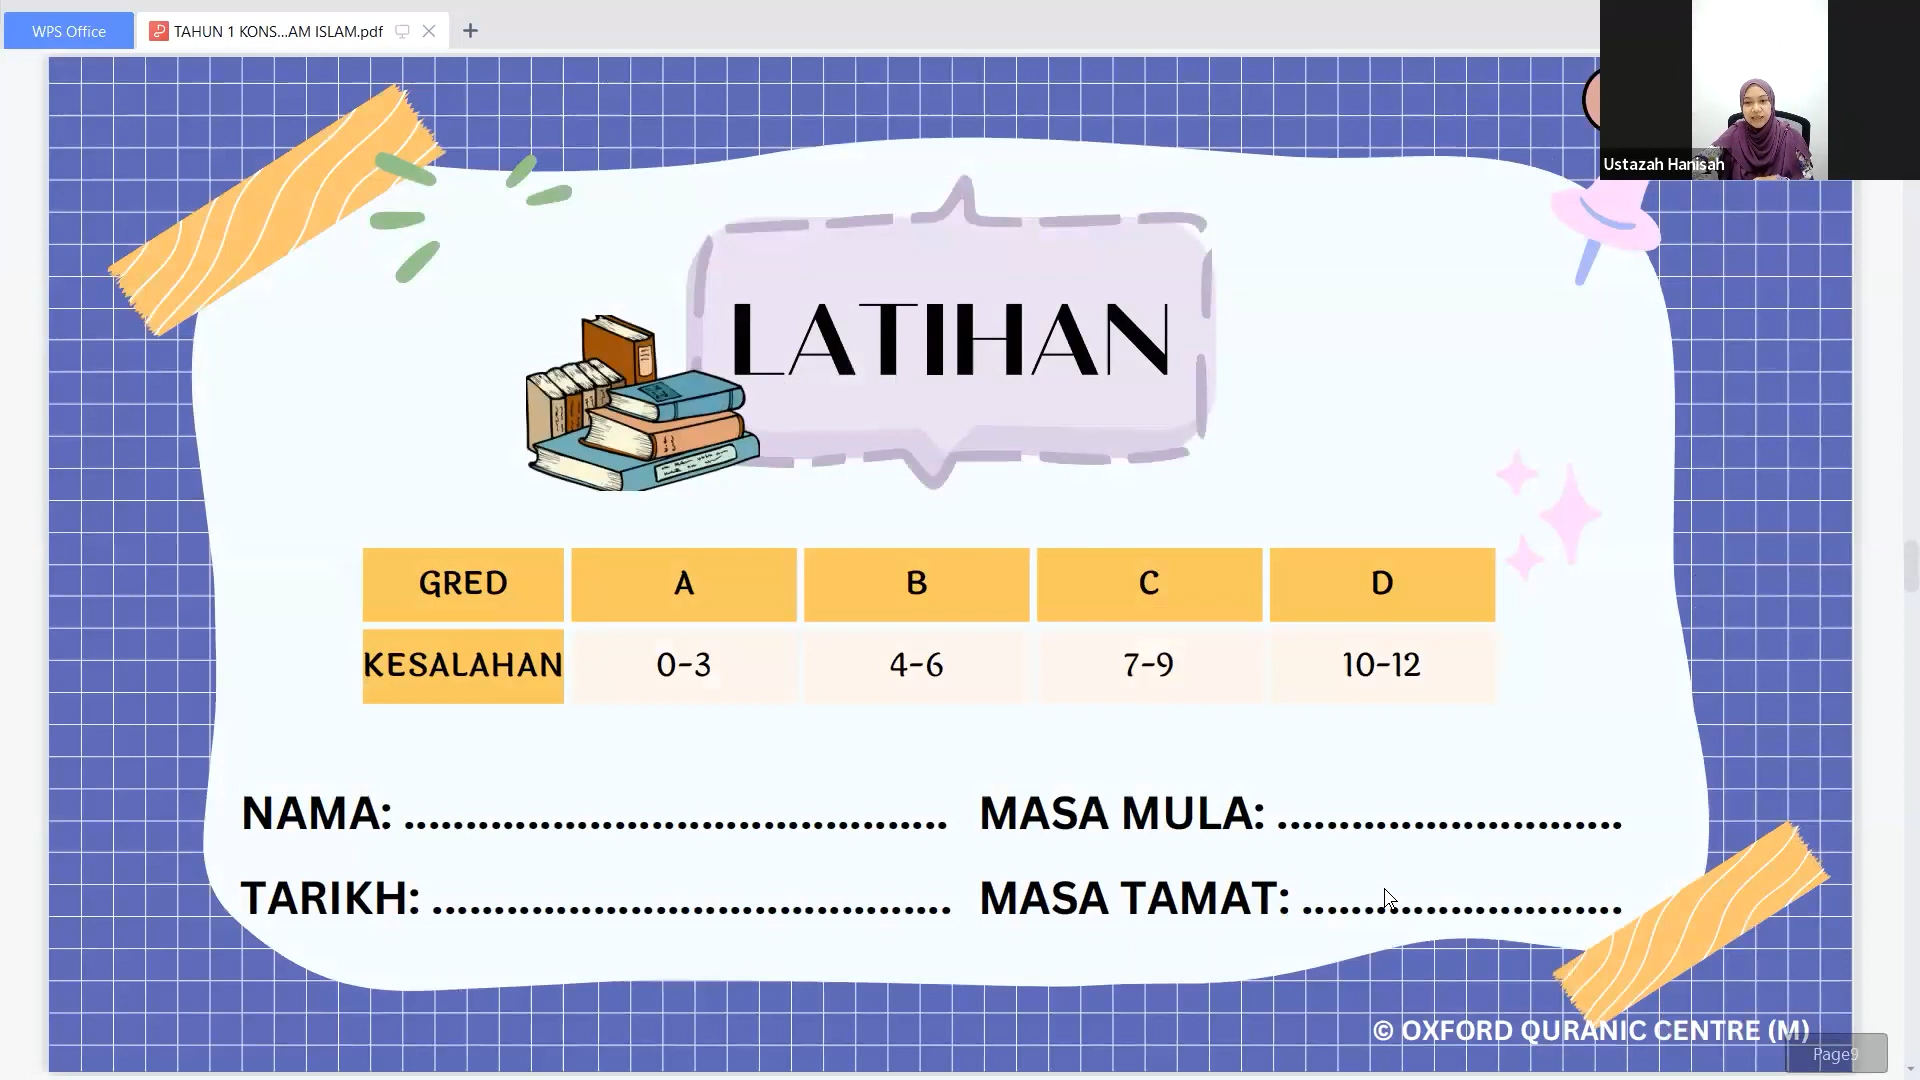 WPS Office
TAHUN 1 KONS...AM ISLAM.pdf
Ustazah Hanisah
LATIHAN
GRED A B C D
KESALAHAN 0-3 4-6 7-9 10-12
NAMA: ............................................ MASA MULA: ............................
TARIKH: .......................................... MASA TAMAT: ..........................
© OXFORD QURANIC CENTRE (M)
Page9